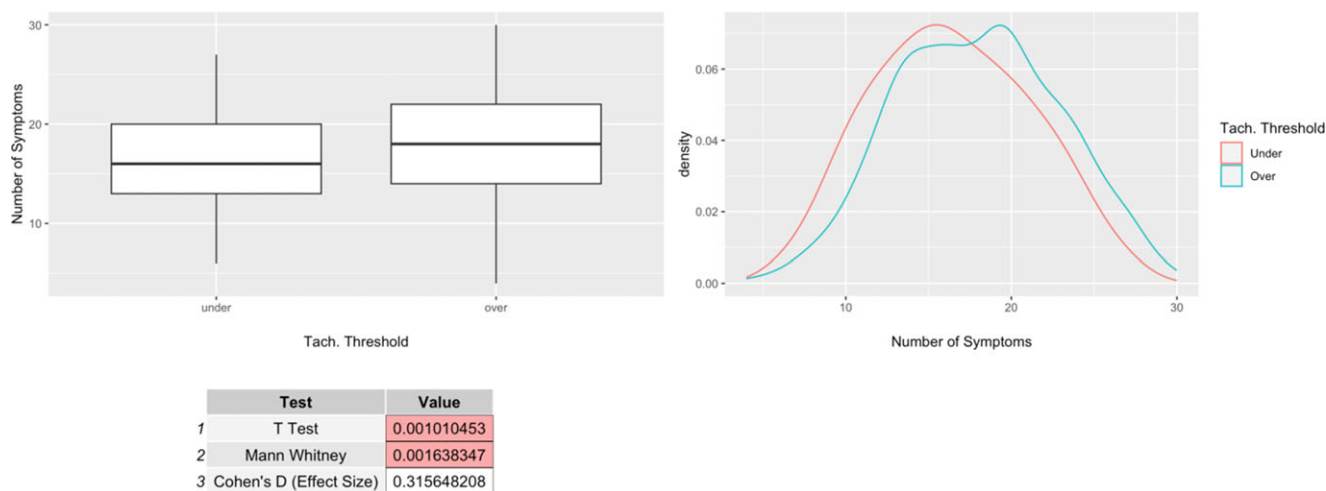 30
20
10
Number of Symptoms
under
over
Tach. Threshold
0.06
0.04
0.02
0.00
density
10
20
30
Number of Symptoms
Tach. Threshold
Under
Over
Test Value
1 T Test 0.001010453
2 Mann Whitney 0.001638347
3 Cohen's D (Effect Size) 0.315648208